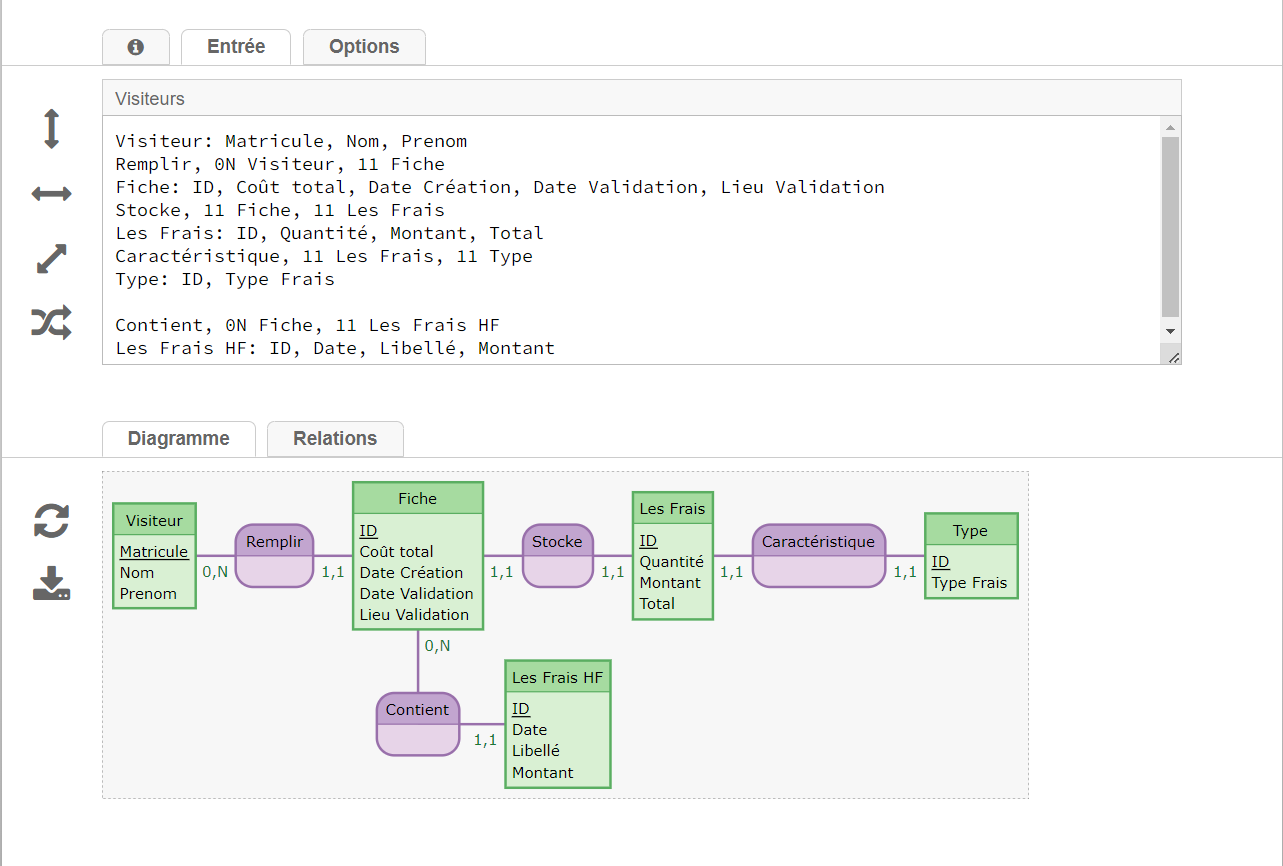 Entrée Options
Visiteurs
Visiteur: Matricule, Nom, Prenom
Remplir, 0N Visiteur, 11 Fiche
Fiche: ID, Coût total, Date Création, Date Validation, Lieu Validation
Stocke, 11 Fiche, 11 Les Frais
Les Frais: ID, Quantité, Montant, Total
Caractéristique, 11 Les Frais, 11 Type
Type: ID, Type Frais
Contient, 0N Fiche, 11 Les Frais HF
Les Frais HF: ID, Date, Libellé, Montant
Diagramme Relations
Visiteur
Matricule
Nom
Prenom
0,N
Remplir
1,1
Fiche
ID
Coût total
Date Création
Date Validation
Lieu Validation
1,1
Stocke
1,1
Les Frais
ID
Quantité
Montant
Total
1,1
Caractéristique
1,1
Type
ID
Type Frais
0,N
Contient
1,1
Les Frais HF
ID
Date
Libellé
Montant